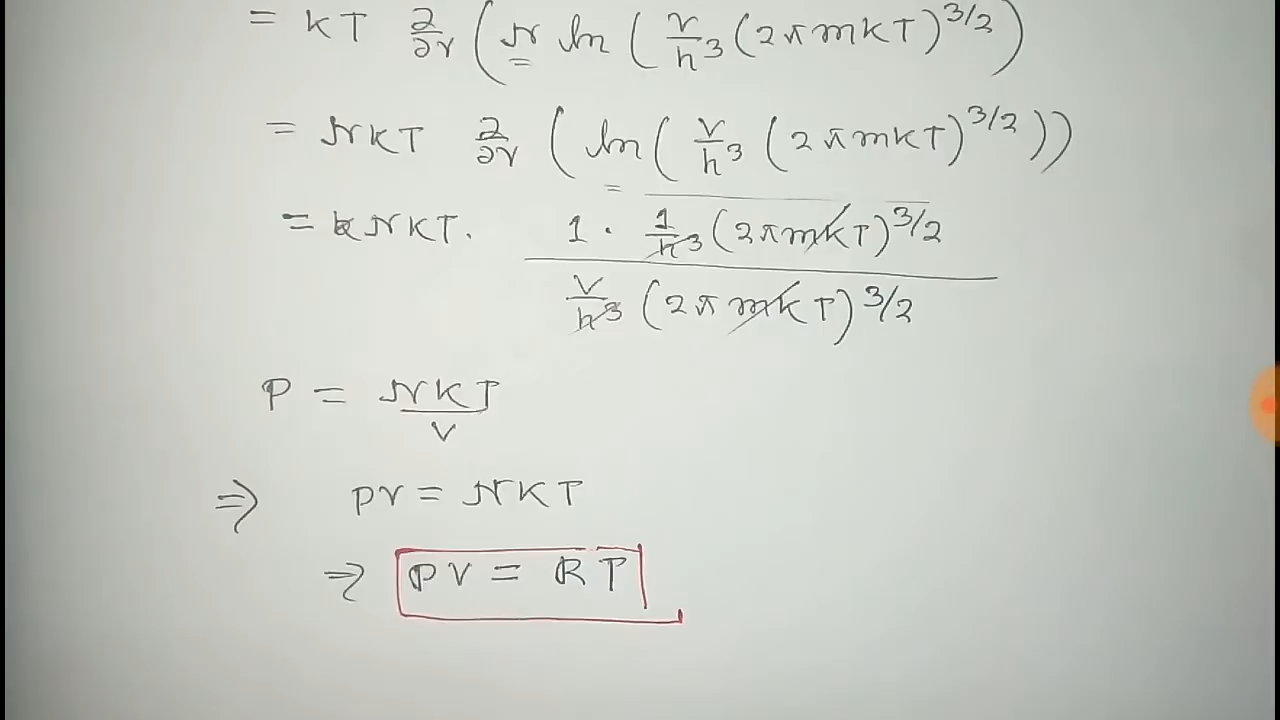 = KT ∂/∂V (N ln (V/h³ (2πmKT)^3/2)
= NKT ∂/∂V (ln (V/h³ (2πmKT)^3/2))
= NKT. 1 · 1/h³ (2πmKT)^3/2 / V/h³ (2πmKT)^3/2
P = NKT/V
⇒ PV = NKT
⇒ PV = RT